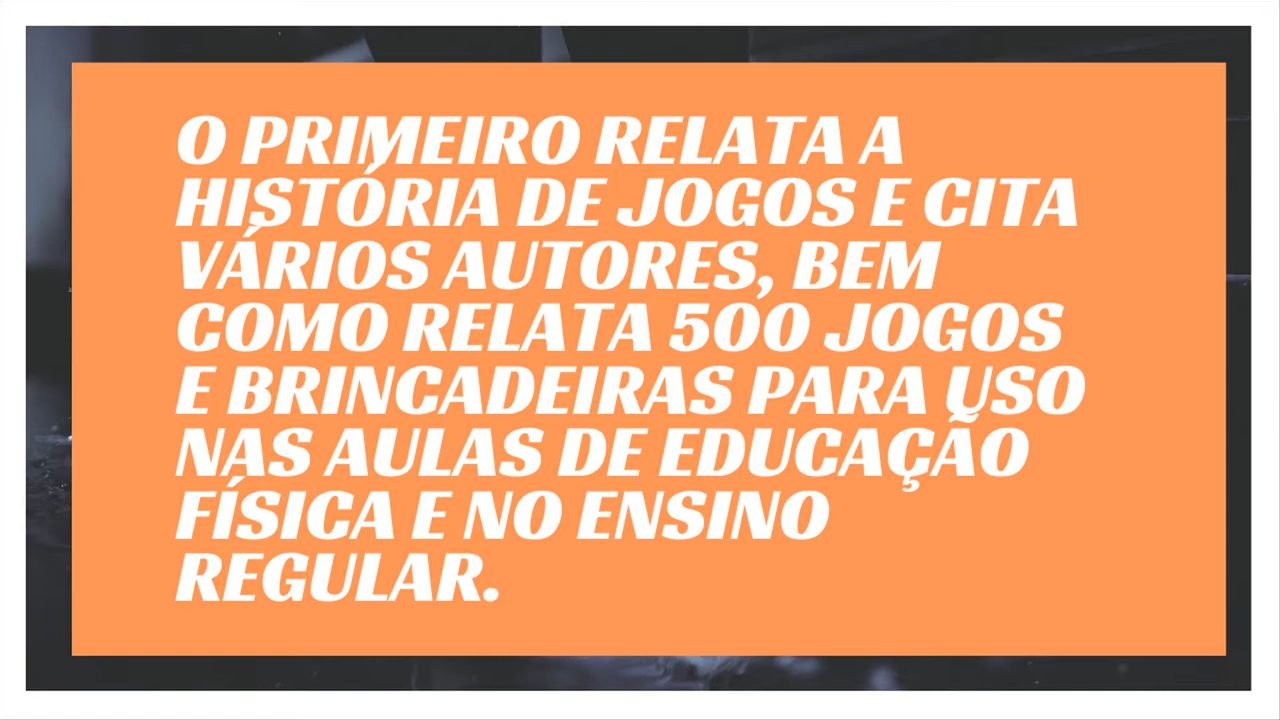 O PRIMEIRO RELATA A
HISTÓRIA DE JOGOS E CITA
VÁRIOS AUTORES, BEM
COMO RELATA 500 JOGOS
E BRINCADEIRAS PARA USO
NAS AULAS DE EDUCAÇÃO
FÍSICA E NO ENSINO
REGULAR.